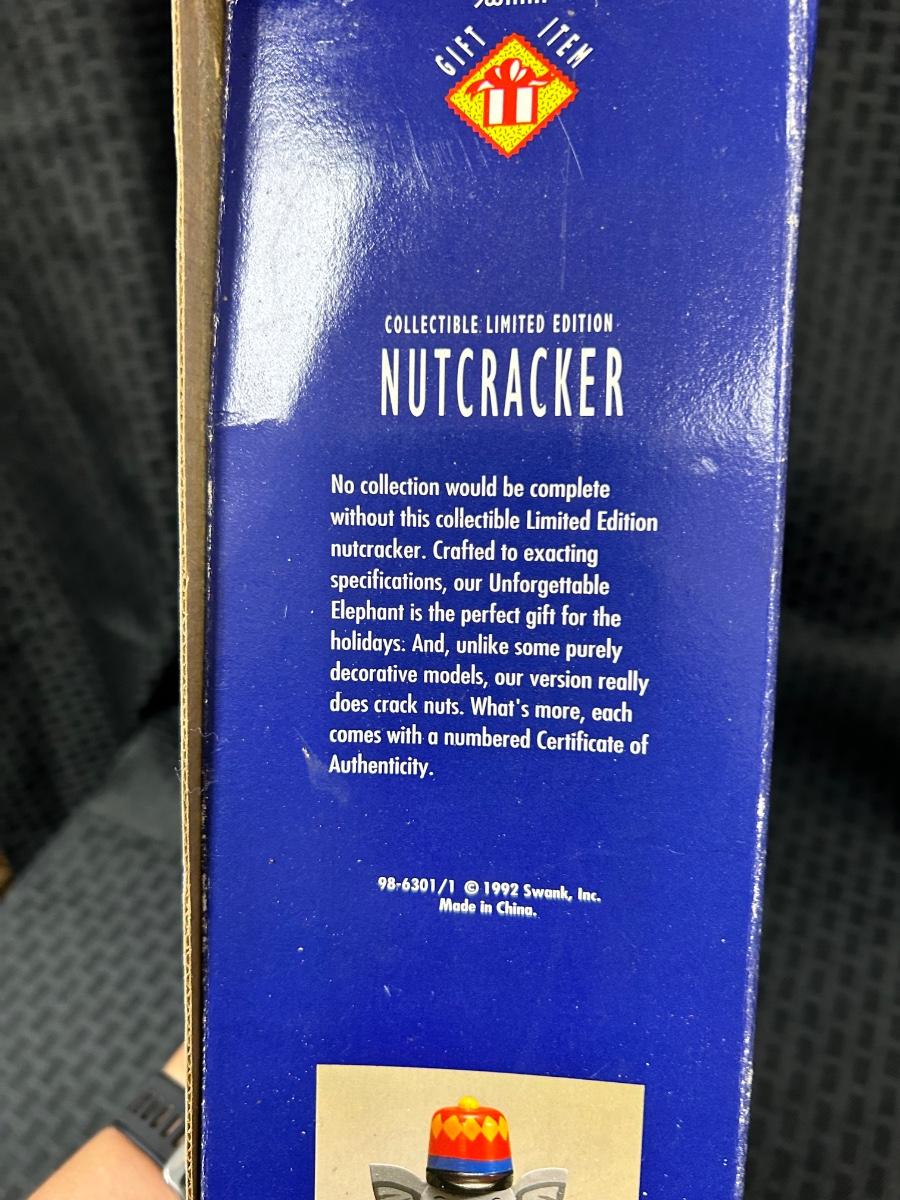 GIFT ITEM
COLLECTIBLE LIMITED EDITION
NUTCRACKER
No collection would be complete
without this collectible Limited Edition
nutcracker. Crafted to exacting
specifications, our Unforgettable
Elephant is the perfect gift for the
holidays. And, unlike some purely
decorative models, our version really
does crack nuts. What's more, each
comes with a numbered Certificate of
Authenticity.
98-6301/1 © 1992 Swank, Inc.
Made in China.